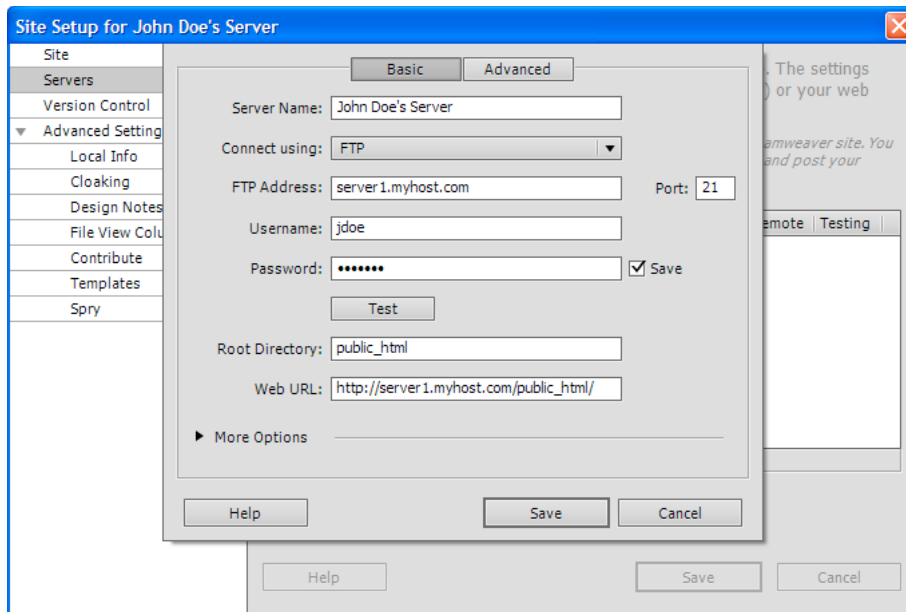 Site Setup for John Doe's Server
Site
Servers
Version Control
Advanced Setting
Local Info
Cloaking
Design Notes
File View Colu
Contribute
Templates
Spry
. The settings
) or your web
amweaver site. You
and post your
emote Testing
Basic Advanced
Server Name: John Doe's Server
Connect using: FTP
FTP Address: server1.myhost.com Port: 21
Username: jdoe
Password: ••••••• Save
Test
Root Directory: public_html
Web URL: http://server1.myhost.com/public_html/
More Options
Help Save Cancel
Help Save Cancel